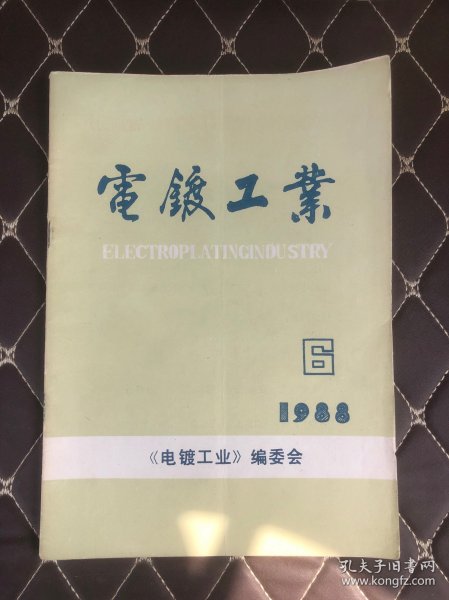 電鍍工業
ELECTROPLATINGINDUSTRY
6
1988
《电镀工业》编委会
孔夫子旧书网
www.kongfz.com